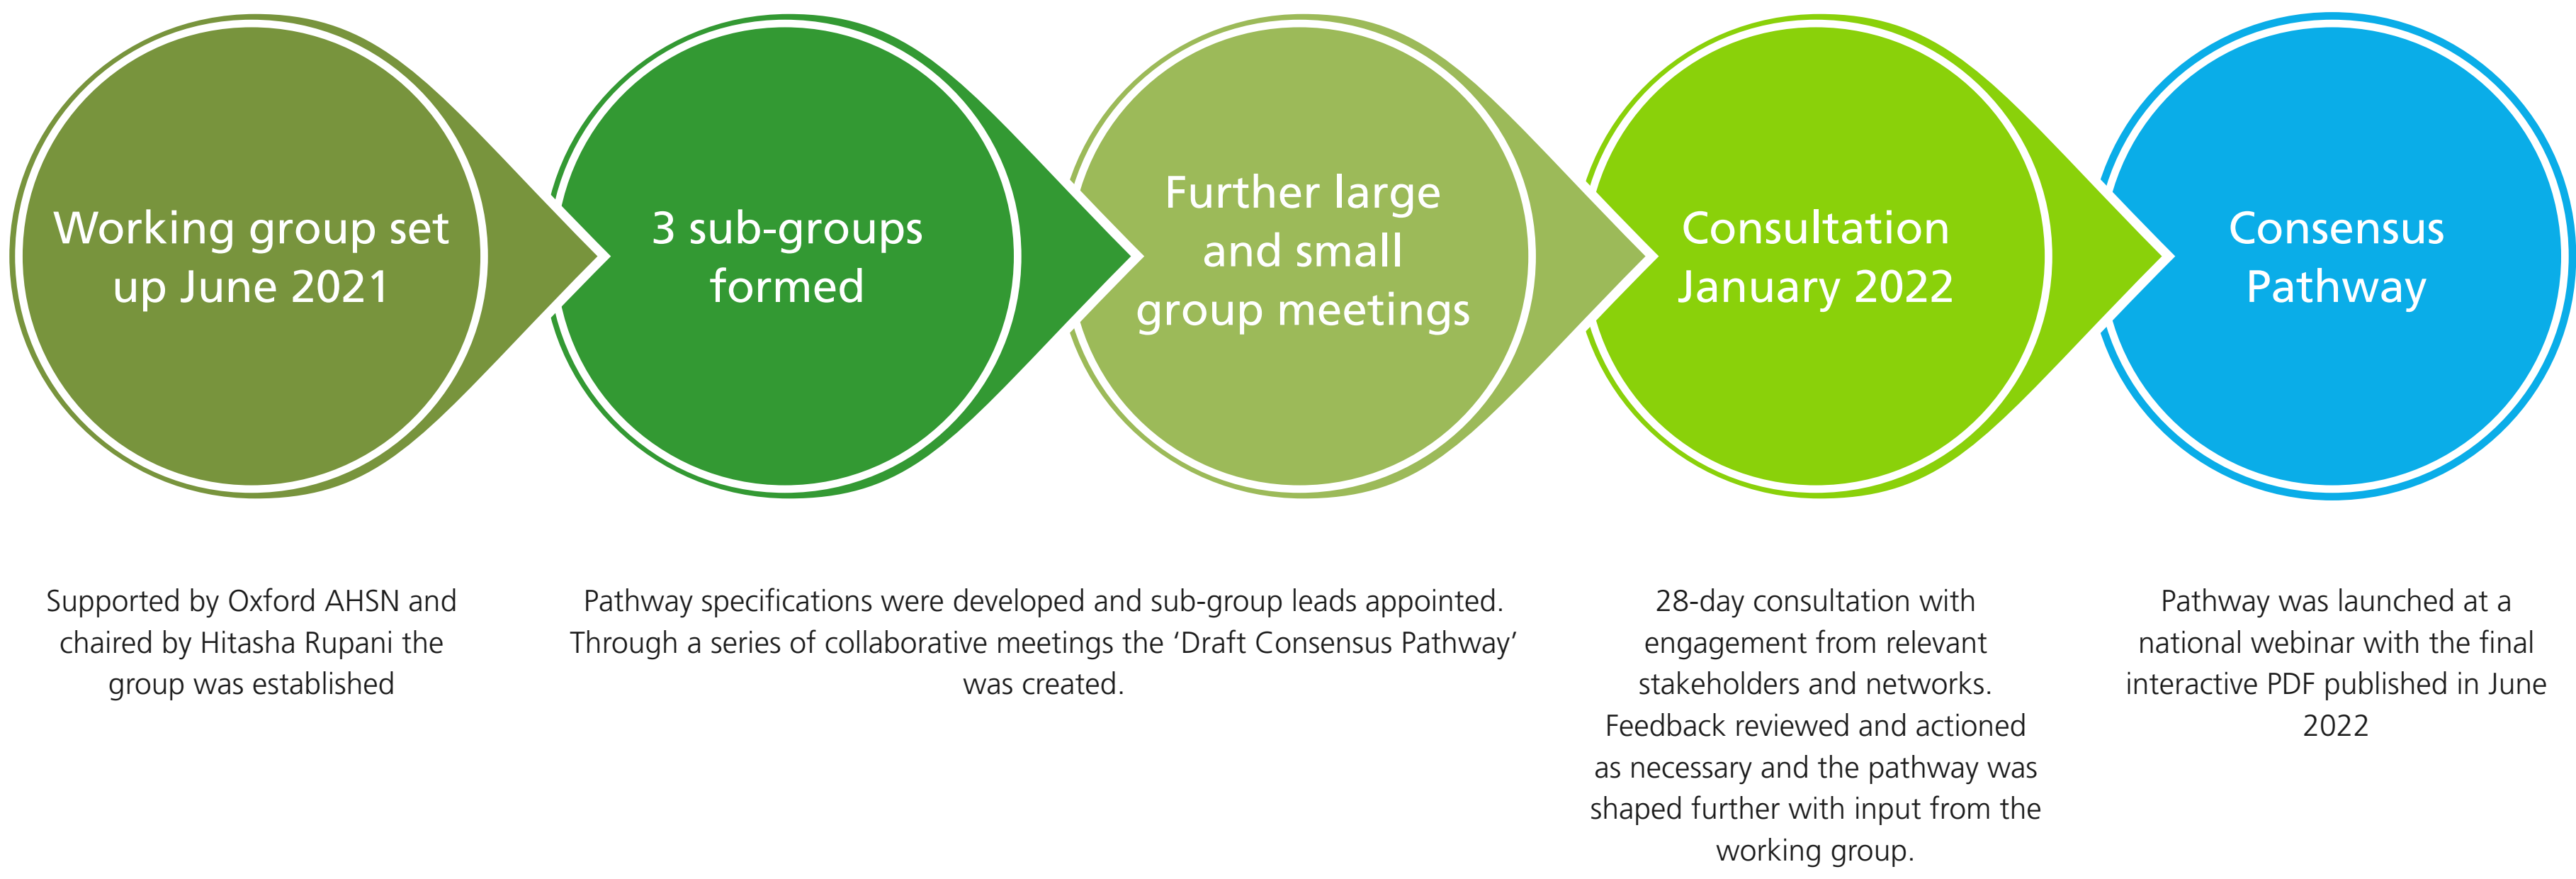 Working group set
up June 2021
3 sub-groups
formed
Further large
and small
group meetings
Consultation
January 2022
Consensus
Pathway
Supported by Oxford AHSN and
chaired by Hitasha Rupani the
group was established
Pathway specifications were developed and sub-group leads appointed.
Through a series of collaborative meetings the ‘Draft Consensus Pathway’
was created.
28-day consultation with
engagement from relevant
stakeholders and networks.
Feedback reviewed and actioned
as necessary and the pathway was
shaped further with input from the
working group.
Pathway was launched at a
national webinar with the final
interactive PDF published in June
2022